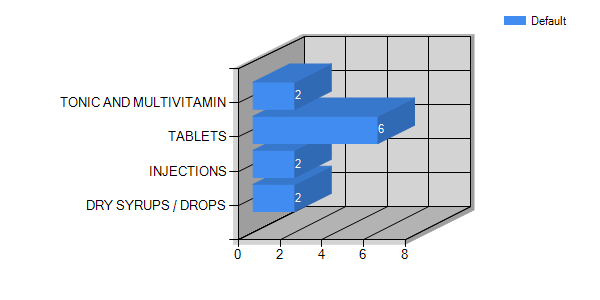 Default
TONIC AND MULTIVITAMIN
2
TABLETS
6
INJECTIONS
2
DRY SYRUPS / DROPS
2
0 2 4 6 8